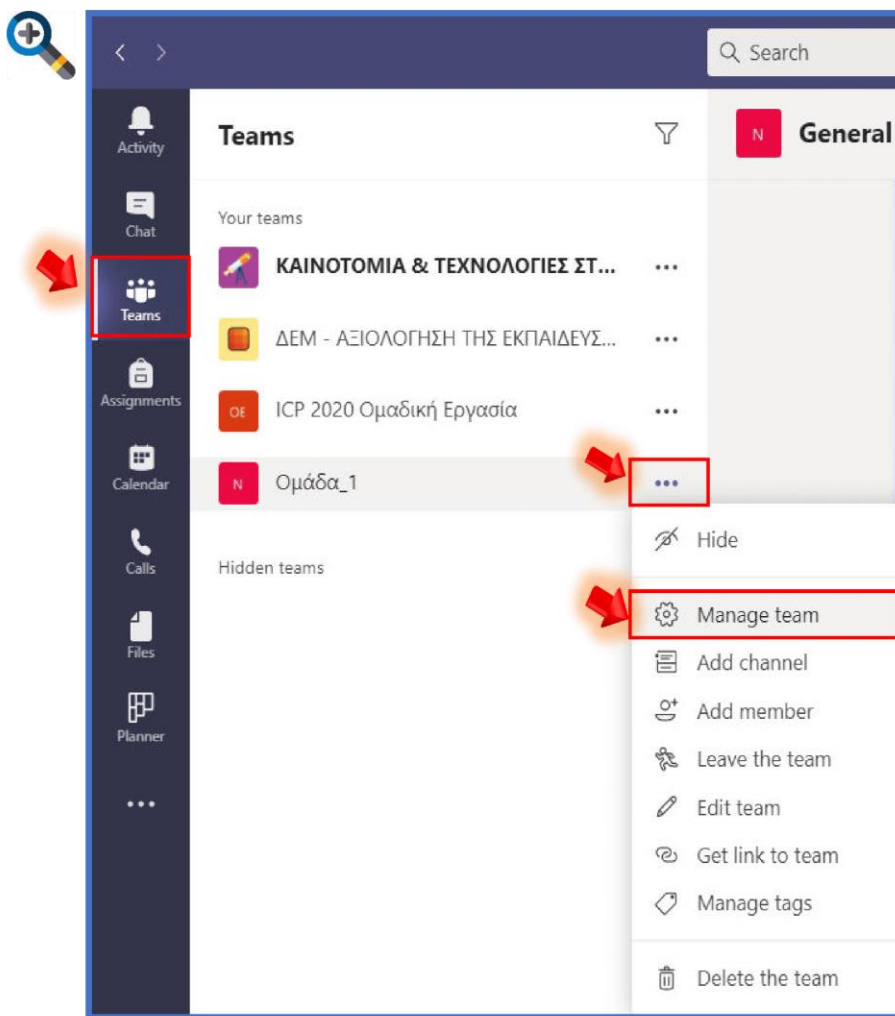 Search
Activity
Chat
Teams
Assignments
Calendar
Calls
Files
Planner
Teams
Your teams
ΚΑΙΝΟΤΟΜΙΑ & ΤΕΧΝΟΛΟΓΙΕΣ ΣΤ...
ΔΕΜ - ΑΞΙΟΛΟΓΗΣΗ ΤΗΣ ΕΚΠΑΙΔΕΥΣ...
ΟΕ ICP 2020 Ομαδική Εργασία
N Ομάδα_1
Hidden teams
N General
Hide
Manage team
Add channel
Add member
Leave the team
Edit team
Get link to team
Manage tags
Delete the team